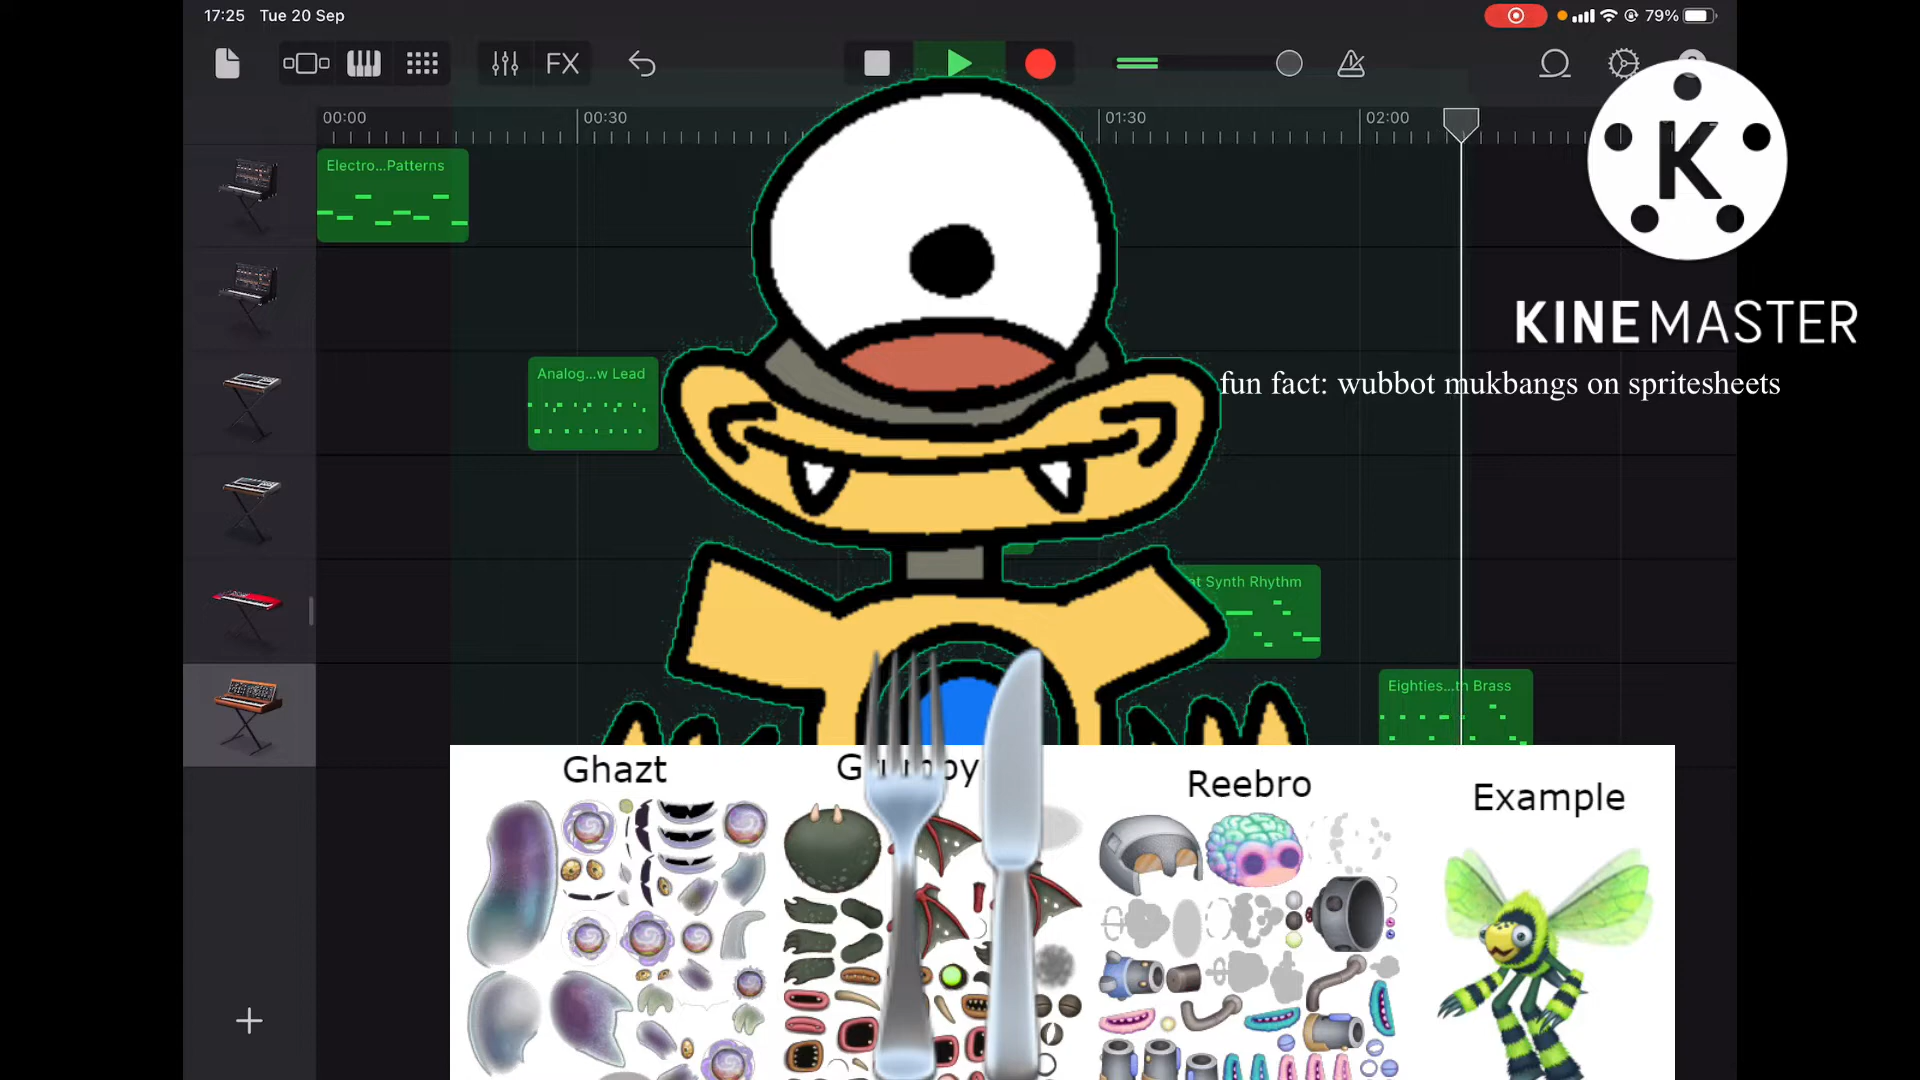 17:25 Tue 20 Sep
79%
FX
00:00
00:30
01:30
02:00
Electro...Patterns
K
KINEMASTER
Analog...w Lead
fun fact: wubbot mukbangs on spritesheets
Synth Rhythm
Eighties...th Brass
Ghazt
Reebro
Example